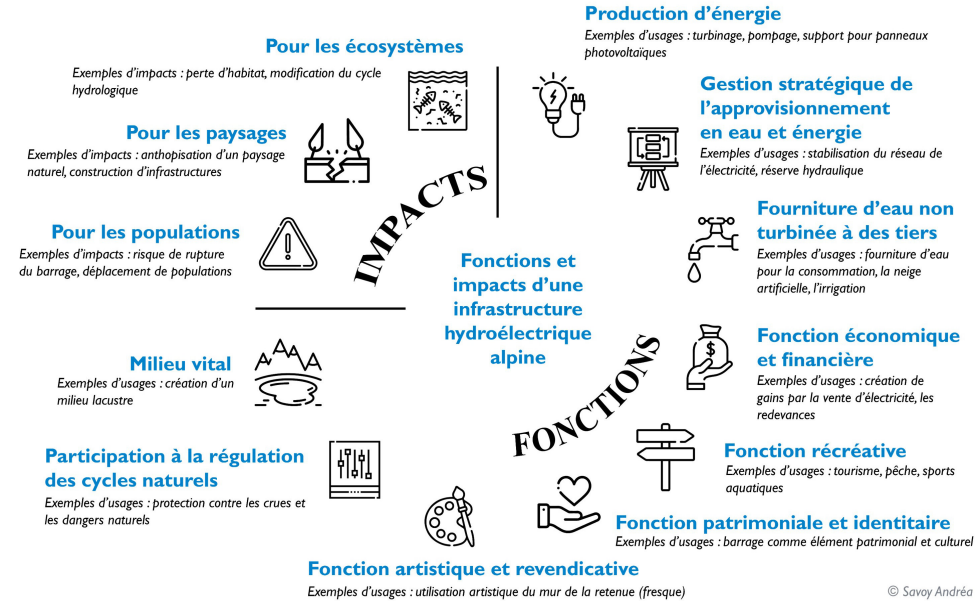 Production d'énergie
Exemples d'usages : turbinage, pompage, support pour panneaux
photovoltaïques
Pour les écosystèmes
Exemples d'impacts : perte d'habitat, modification du cycle
hydrologique
Gestion stratégique de
l'approvisionnement
en eau et énergie
Exemples d'usages : stabilisation du réseau de
l'électricité, réserve hydraulique
Pour les paysages
Exemples d'impacts : anthopisation d'un paysage
naturel, construction d'infrastructures
IMPACTS
Fourniture d'eau non
turbinée à des tiers
Exemples d'usages : fourniture d'eau
pour la consommation, la neige
artificielle, l'irrigation
Pour les populations
Exemples d'impacts : risque de rupture
du barrage, déplacement de populations
Fonctions et
impacts d'une
infrastructure
hydroélectrique
alpine
Fonction économique
et financière
Exemples d'usages : création de
gains par la vente d'électricité, les
redevances
Milieu vital
Exemples d'usages : création d'un
milieu lacustre
FONCTIONS
Fonction récréative
Exemples d'usages : tourisme, pêche, sports
aquatiques
Participation à la régulation
des cycles naturels
Exemples d'usages : protection contre les crues et
les dangers naturels
Fonction patrimoniale et identitaire
Exemples d'usages : barrage comme élément patrimonial et culturel
Fonction artistique et revendicative
Exemples d'usages : utilisation artistique du mur de la retenue (fresque)
© Savoy Andréa